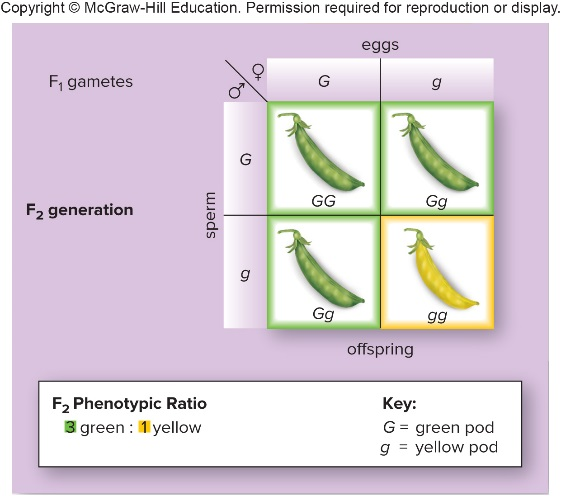 Copyright © McGraw-Hill Education. Permission required for reproduction or display.
eggs
F₁ gametes
♂ ♀
G
g
F₂ generation
sperm
G
GG
Gg
g
Gg
gg
offspring
F₂ Phenotypic Ratio
3 green : 1 yellow
Key:
G = green pod
g = yellow pod